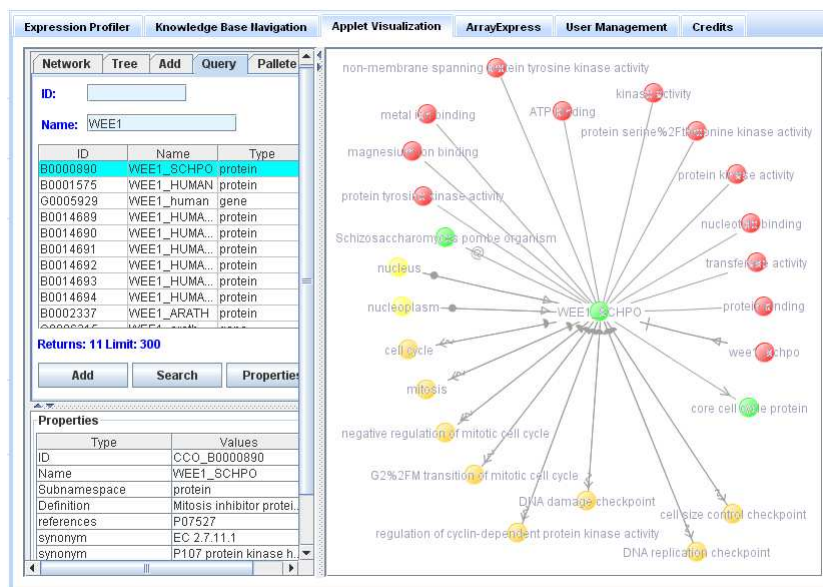 Expression Profiler Knowledge Base Navigation Applet Visualization ArrayExpress User Management Credits
Network Tree Add Query Pallete
ID:
Name: WEE1
ID Name Type
B0000890 WEE1_SCHPO protein
B0001575 WEE1_HUMAN protein
G0005929 WEE1_human gene
B0014689 WEE1_HUMA... protein
B0014690 WEE1_HUMA... protein
B0014691 WEE1_HUMA... protein
B0014692 WEE1_HUMA... protein
B0014693 WEE1_HUMA... protein
B0014694 WEE1_HUMA... protein
B0002337 WEE1_ARATH protein
Returns: 11 Limit: 300
Add Search Properties
Properties
Type Values
ID CCO_B0000890
Name WEE1_SCHPO
Subnamespace protein
Definition Mitosis inhibitor protei...
references P07527
synonym EC 2.7.11.1
synonym P107 protein kinase h...
non-membrane spanning protein tyrosine kinase activity
kinase activity
metal ion binding
ATP binding
protein serine%2Fthreonine kinase activity
magnesium ion binding
protein kinase activity
protein tyrosine kinase activity
nucleotide binding
Schizosaccharomyces pombe organism
transferase activity
nucleus
nucleoplasm
WEE1_SCHPO
protein binding
cell cycle
wee1_schpo
mitosis
core cell cycle protein
negative regulation of mitotic cell cycle
G2%2FM transition of mitotic cell cycle
DNA damage checkpoint
cell size control checkpoint
regulation of cyclin-dependent protein kinase activity
DNA replication checkpoint